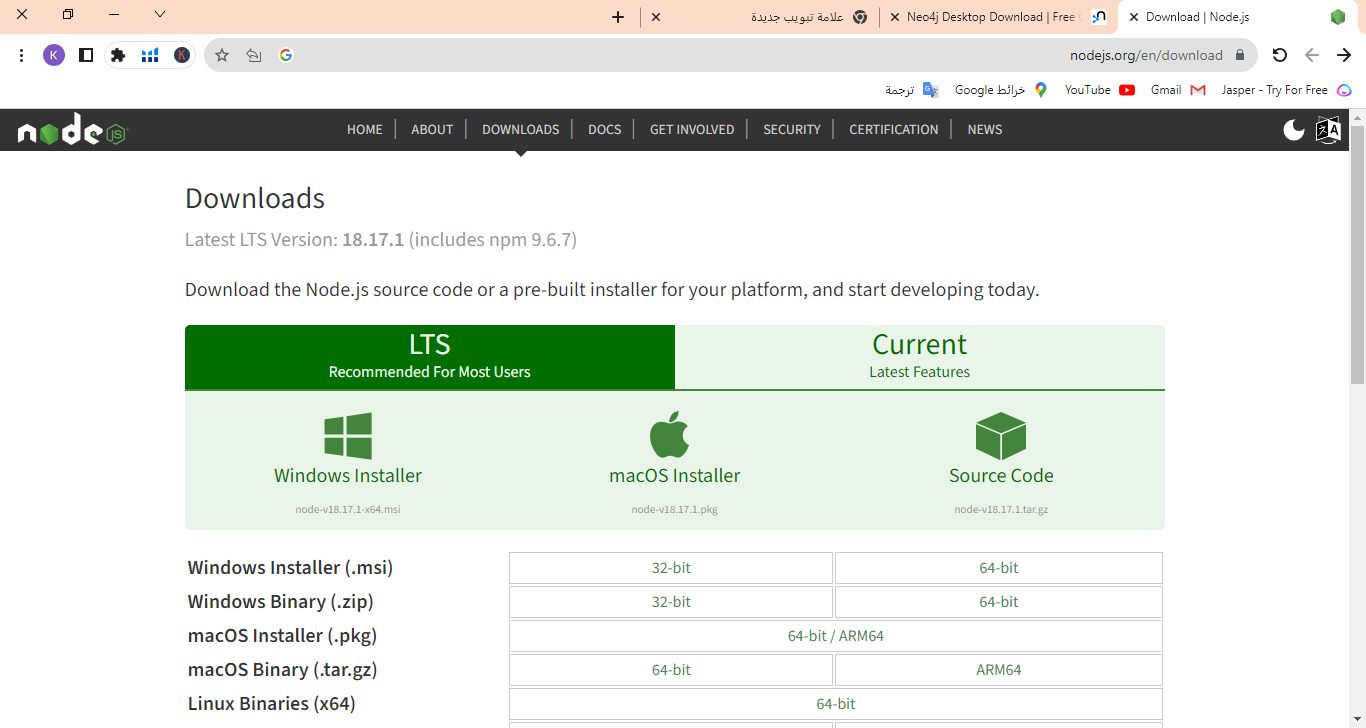 علامة تبويب جديدة
Neo4j Desktop Download | Free
Download | Node.js
K
K
G
nodejs.org/en/download
ترجمة
خرائط Google
YouTube
Gmail
Jasper - Try For Free
node JS
HOME
ABOUT
DOWNLOADS
DOCS
GET INVOLVED
SECURITY
CERTIFICATION
NEWS
Downloads
Latest LTS Version: 18.17.1 (includes npm 9.6.7)
Download the Node.js source code or a pre-built installer for your platform, and start developing today.
LTS
Recommended For Most Users
Current
Latest Features
Windows Installer
node-v18.17.1-x64.msi
macOS Installer
node-v18.17.1.pkg
Source Code
node-v18.17.1.tar.gz
Windows Installer (.msi) 32-bit 64-bit
Windows Binary (.zip) 32-bit 64-bit
macOS Installer (.pkg) 64-bit / ARM64
macOS Binary (.tar.gz) 64-bit ARM64
Linux Binaries (x64) 64-bit